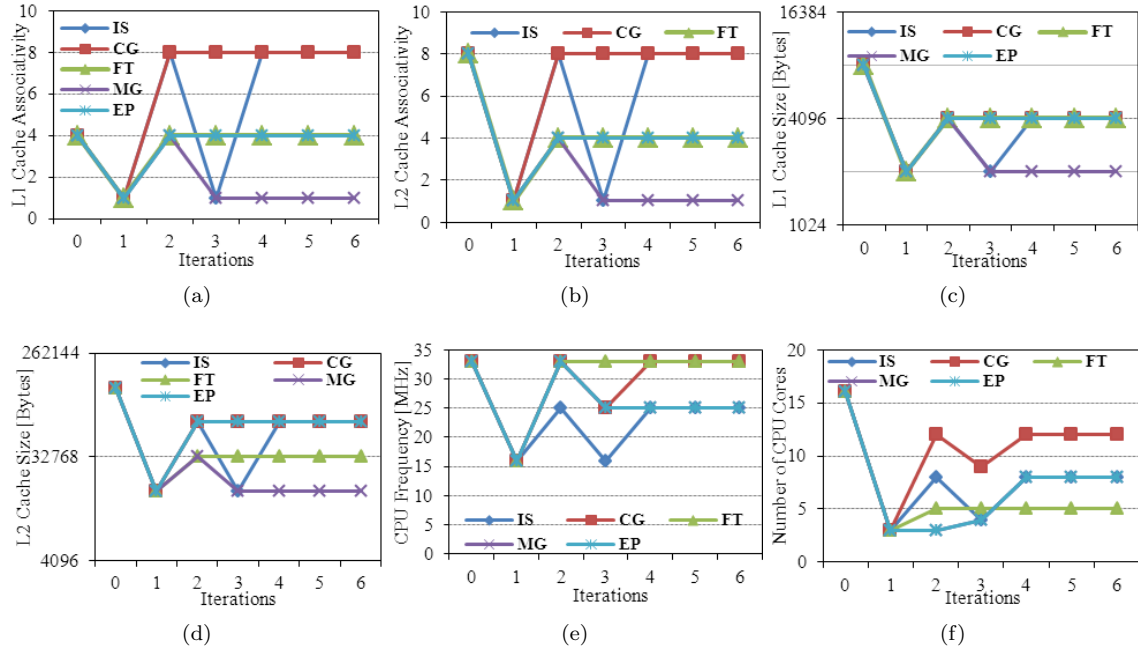 10
8
6
4
2
0
L1 Cache Associativity
IS
CG
FT
MG
EP
0 1 2 3 4 5 6
Iterations
(a)
10
8
6
4
2
0
L2 Cache Associativity
IS CG FT
MG EP
0 1 2 3 4 5 6
Iterations
(b)
16384
4096
1024
L1 Cache Size [Bytes]
IS CG FT
MG EP
0 1 2 3 4 5 6
Iterations
(c)
262144
32768
4096
L2 Cache Size [Bytes]
IS CG
FT MG
EP
0 1 2 3 4 5 6
Iterations
(d)
35
30
25
20
15
10
5
0
CPU Frequency [MHz]
IS CG FT
MG EP
0 1 2 3 4 5 6
Iterations
(e)
20
15
10
5
0
Number of CPU Cores
IS CG FT
MG EP
0 1 2 3 4 5 6
Iterations
(f)